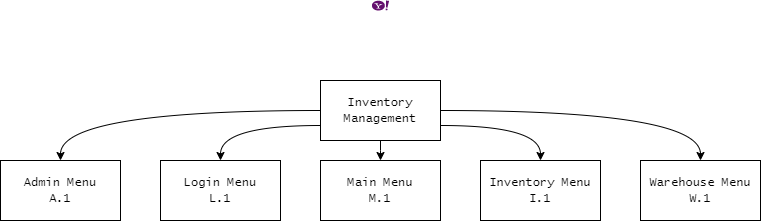 Y!
Inventory
Management
Admin Menu
A.1
Login Menu
L.1
Main Menu
M.1
Inventory Menu
I.1
Warehouse Menu
W.1